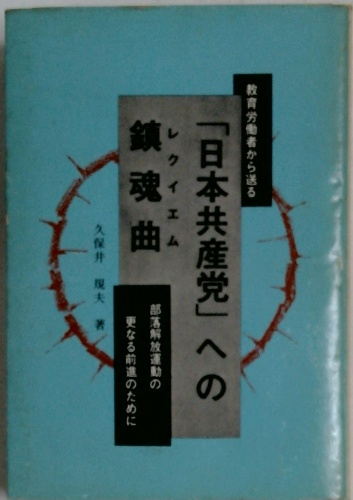 教育労働者から送る
「日本共産党」への
レクイエム
鎮魂曲
部落解放運動の
更なる前進のために
久保井 規夫 著